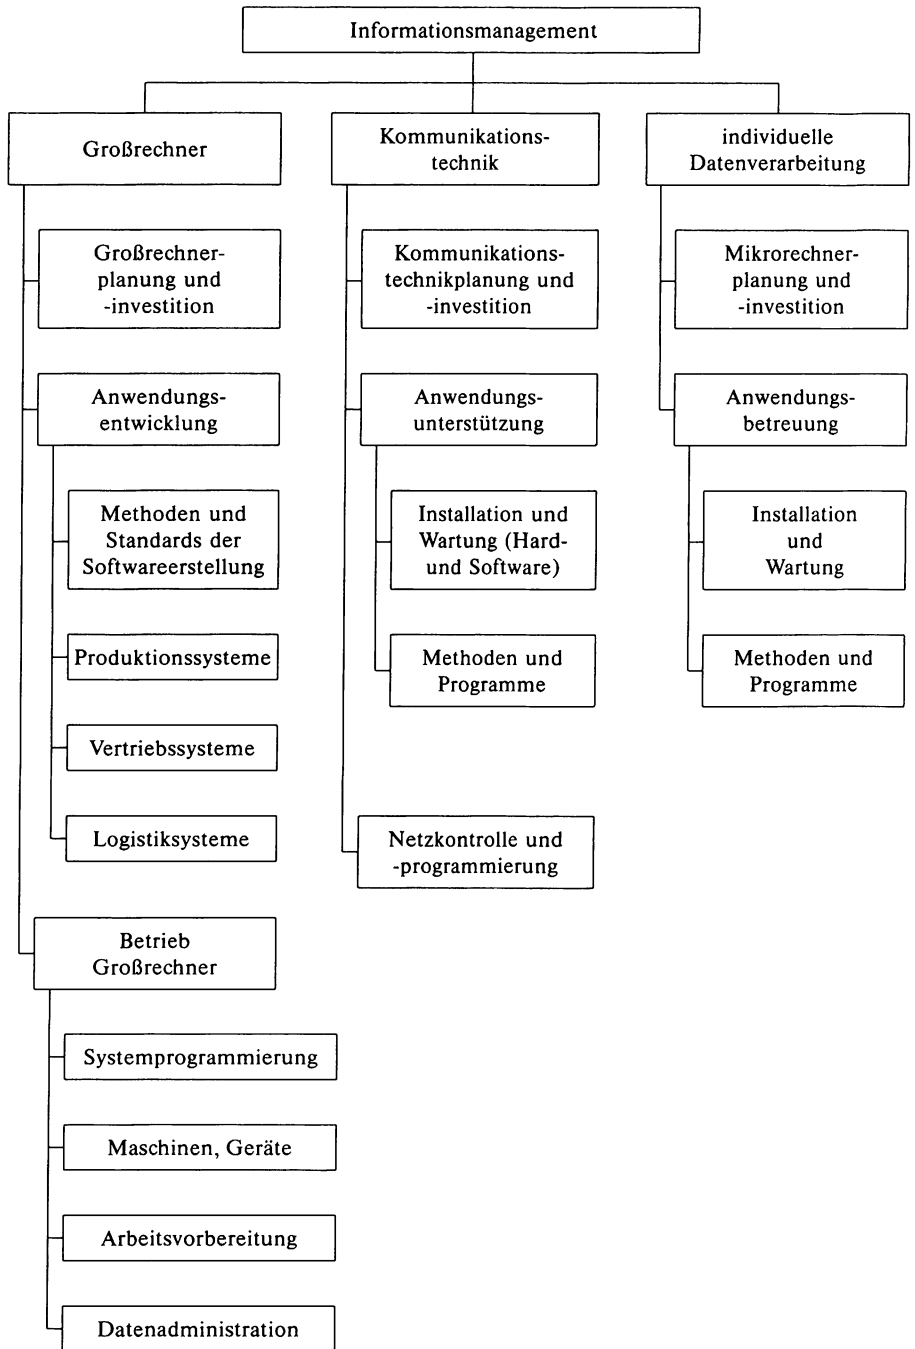 Informationsmanagement
Großrechner
Großrechner-
planung und
-investition
Anwendungs-
entwicklung
Methoden und
Standards der
Softwareerstellung
Produktionssysteme
Vertriebssysteme
Logistiksysteme
Betrieb
Großrechner
Systemprogrammierung
Maschinen, Geräte
Arbeitsvorbereitung
Datenadministration
Kommunikations-
technik
Kommunikations-
technikplanung und
-investition
Anwendungs-
unterstützung
Installation und
Wartung (Hard-
und Software)
Methoden und
Programme
Netzkontrolle und
-programmierung
individuelle
Datenverarbeitung
Mikrorechner-
planung und
-investition
Anwendungs-
betreuung
Installation
und
Wartung
Methoden und
Programme